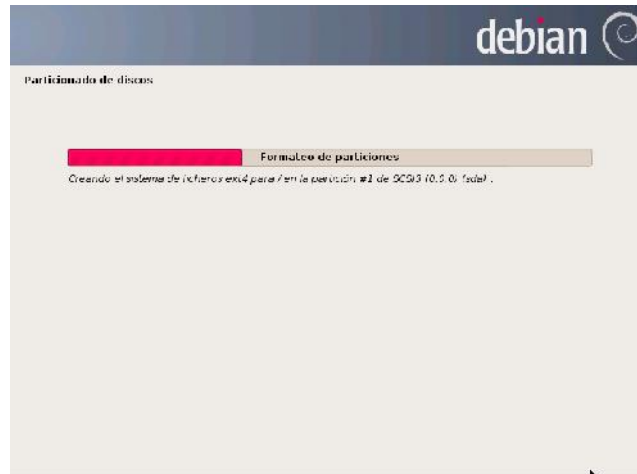 debian
Particionado de discos
Formateo de particiones
Creando el sistema de ficheros ext4 para / en la partición #1 de SCSI3 (0,0,0) (sda)...